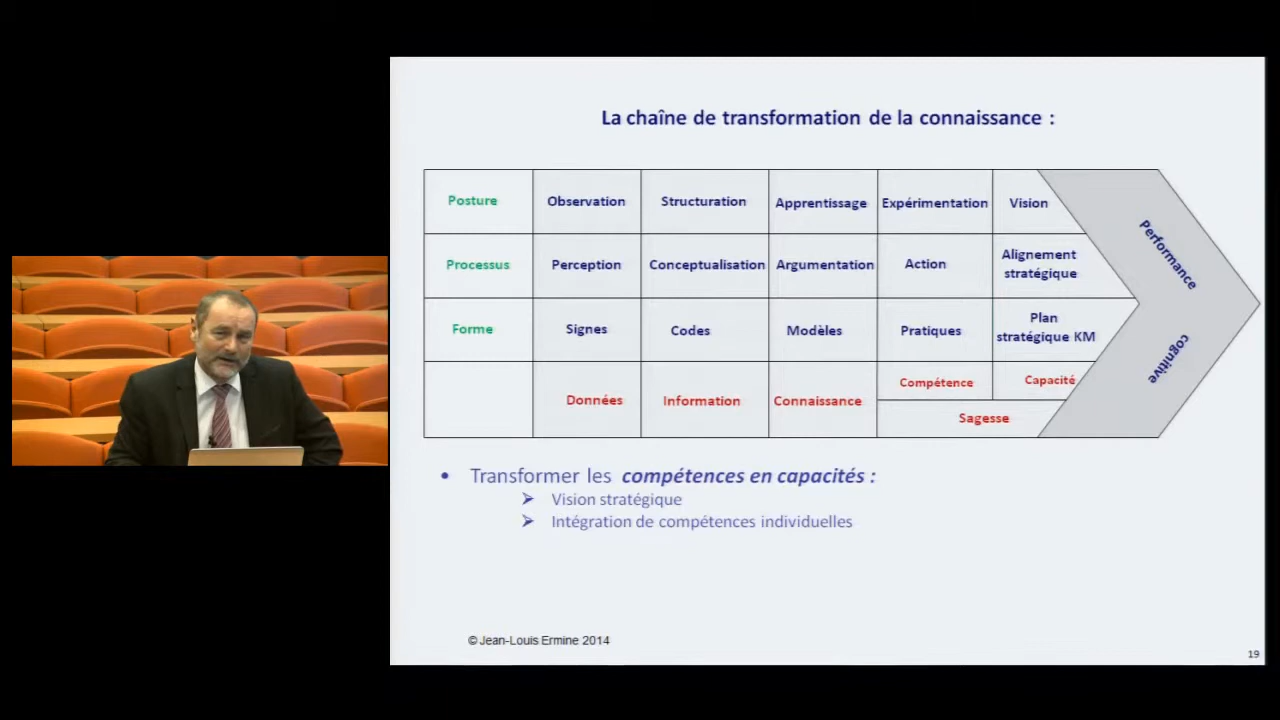 La chaîne de transformation de la connaissance :
Posture Observation Structuration Apprentissage Expérimentation Vision
Processus Perception Conceptualisation Argumentation Action Alignement stratégique
Forme Signes Codes Modèles Pratiques Plan stratégique KM
Données Information Connaissance Compétence Capacité
Sagesse
Performance
cognitive
• Transformer les compétences en capacités :
➢ Vision stratégique
➢ Intégration de compétences individuelles
© Jean-Louis Ermine 2014
19